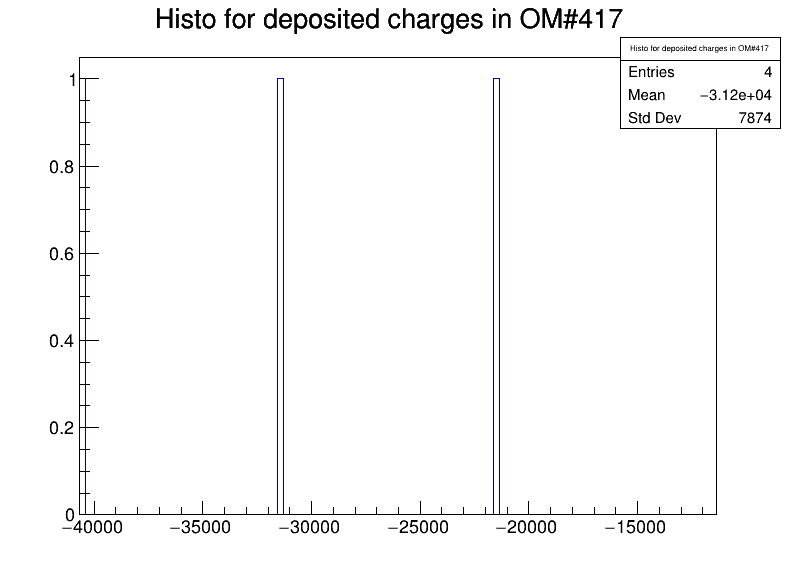 Histo for deposited charges in OM#417
Histo for deposited charges in OM#417
Entries 4
Mean −3.12e+04
Std Dev 7874
1
0.8
0.6
0.4
0.2
0
−40000 −35000 −30000 −25000 −20000 −15000